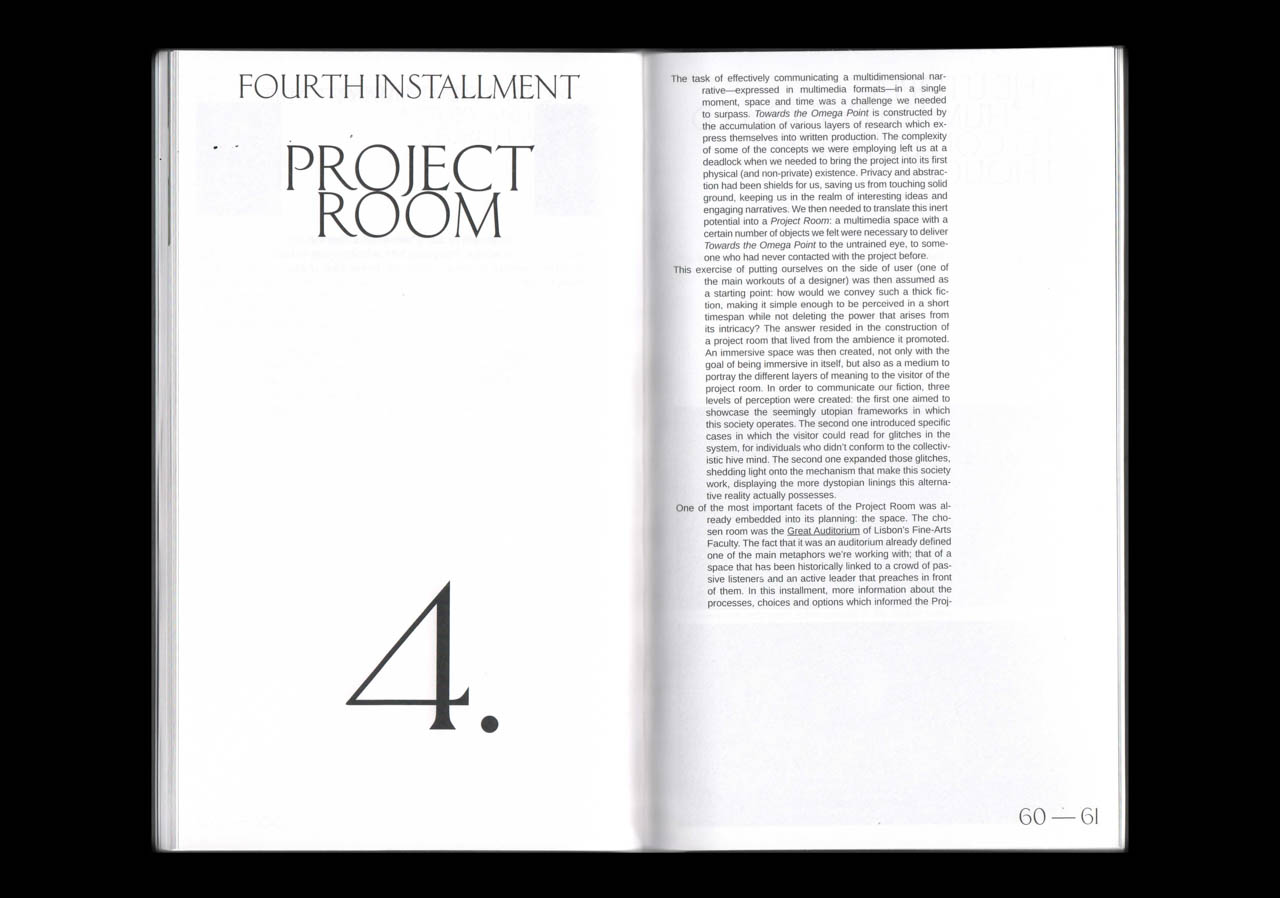 FOURTH INSTALLMENT
PROJECT
ROOM
4.
The task of effectively communicating a multidimensional nar-
rative—expressed in multimedia formats—in a single
moment, space and time was a challenge we needed
to surpass. Towards the Omega Point is constructed by
the accumulation of various layers of research which ex-
press themselves into written production. The complexity
of some of the concepts we were employing left us at a
deadlock when we needed to bring the project into its first
physical (and non-private) existence. Privacy and abstrac-
tion had been shields for us, saving us from touching solid
ground, keeping us in the realm of interesting ideas and
engaging narratives. We then needed to translate this inert
potential into a Project Room: a multimedia space with a
certain number of objects we felt were necessary to deliver
Towards the Omega Point to the untrained eye, to some-
one who had never contacted with the project before.
This exercise of putting ourselves on the side of user (one of
the main workouts of a designer) was then assumed as
a starting point: how would we convey such a thick fic-
tion, making it simple enough to be perceived in a short
timespan while not deleting the power that arises from
its intricacy? The answer resided in the construction of
a project room that lived from the ambience it promoted.
An immersive space was then created, not only with the
goal of being immersive in itself, but also as a medium to
portray the different layers of meaning to the visitor of the
project room. In order to communicate our fiction, three
levels of perception were created: the first one aimed to
showcase the seemingly utopian frameworks in which
this society operates. The second one introduced specific
cases in which the visitor could read for glitches in the
system, for individuals who didn't conform to the collectiv-
istic hive mind. The second one expanded those glitches,
shedding light onto the mechanism that make this society
work, displaying the more dystopian linings this alterna-
tive reality actually possesses.
One of the most important facets of the Project Room was al-
ready embedded into its planning: the space. The cho-
sen room was the Great Auditorium of Lisbon's Fine-Arts
Faculty. The fact that it was an auditorium already defined
one of the main metaphors we're working with; that of a
space that has been historically linked to a crowd of pas-
sive listeners and an active leader that preaches in front
of them. In this installment, more information about the
processes, choices and options which informed the Proj-
60 — 61